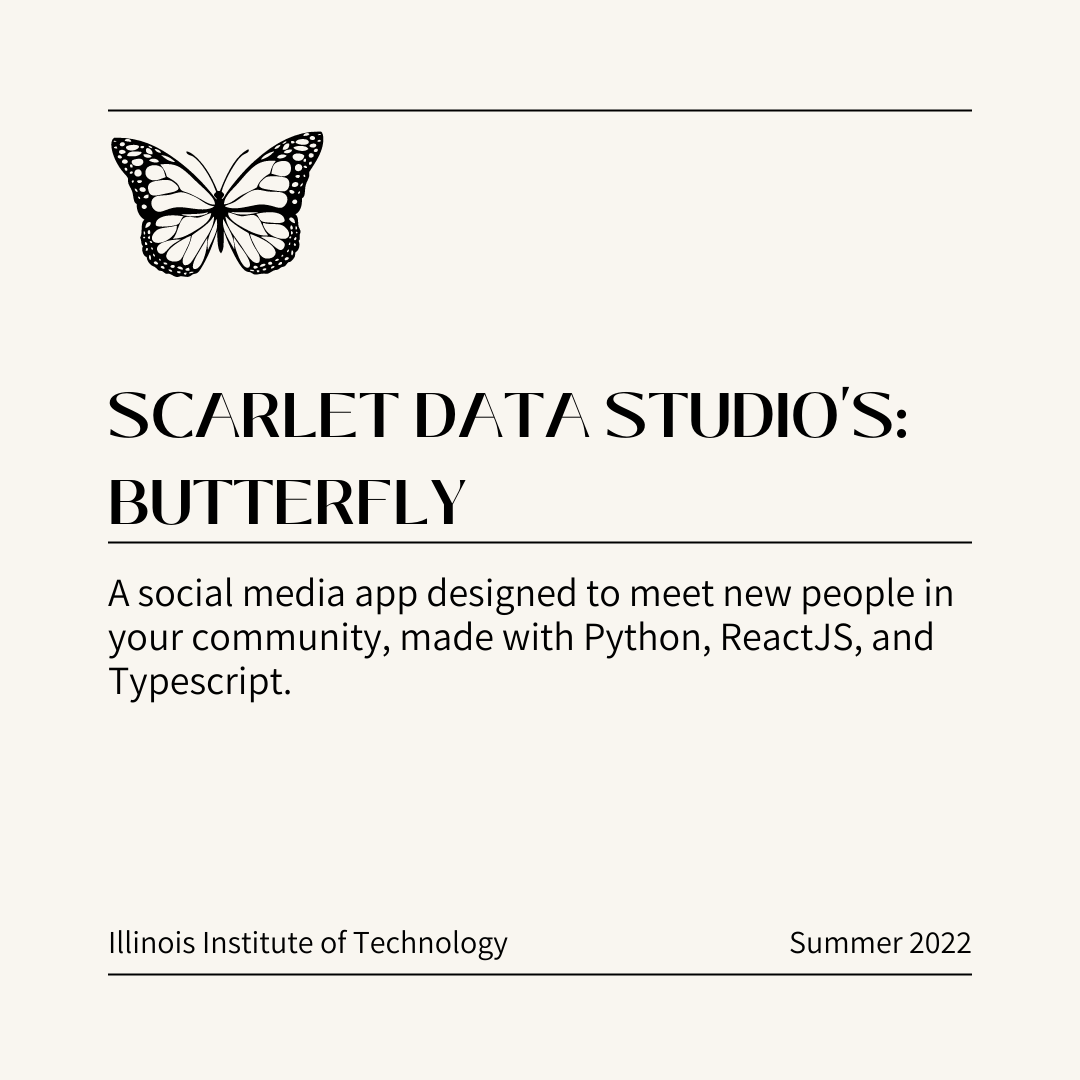 SCARLET DATA STUDIO'S:
BUTTERFLY
A social media app designed to meet new people in
your community, made with Python, ReactJS, and
Typescript.
Illinois Institute of Technology
Summer 2022